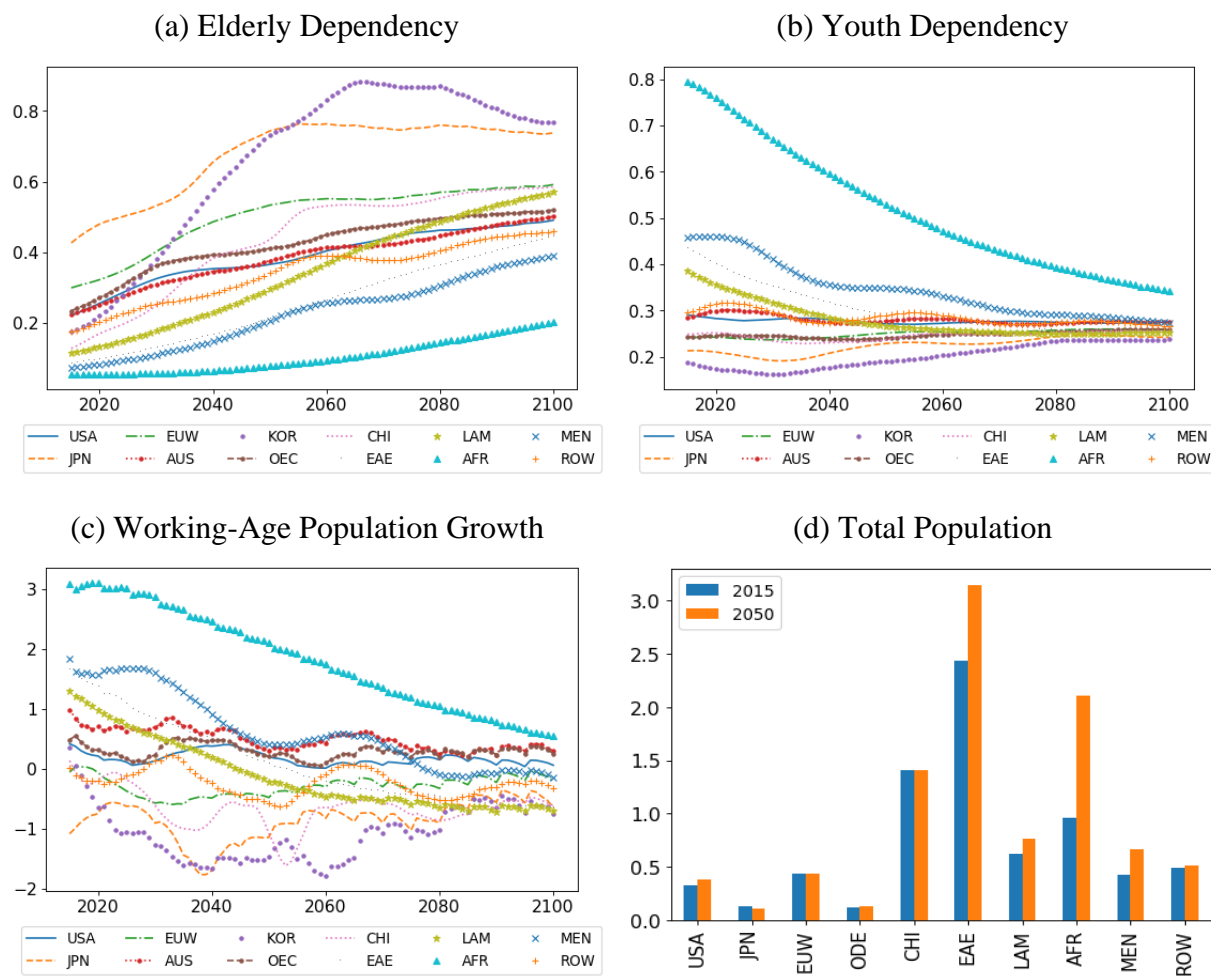 (a) Elderly Dependency
(b) Youth Dependency
0.8
0.6
0.4
0.2
2020 2040 2060 2080 2100
USA EUW KOR CHI LAM MEN
JPN AUS OEC EAE AFR ROW
0.8
0.7
0.6
0.5
0.4
0.3
0.2
2020 2040 2060 2080 2100
USA EUW KOR CHI LAM MEN
JPN AUS OEC EAE AFR ROW
(c) Working-Age Population Growth
(d) Total Population
3
2
1
0
−1
−2
2020 2040 2060 2080 2100
USA EUW KOR CHI LAM MEN
JPN AUS OEC EAE AFR ROW
2015
2050
3.0
2.5
2.0
1.5
1.0
0.5
0.0
USA JPN EUW ODE CHI EAE LAM AFR MEN ROW